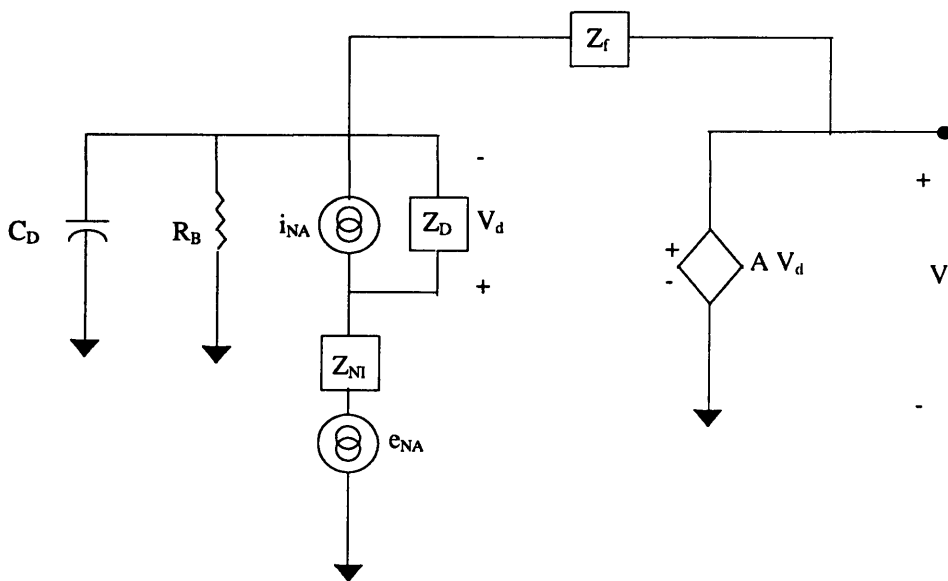 Z_f
-
+
C_D
R_B
i_NA
Z_D
V_d
+
-
A V_d
+
V
Z_NI
-
e_NA